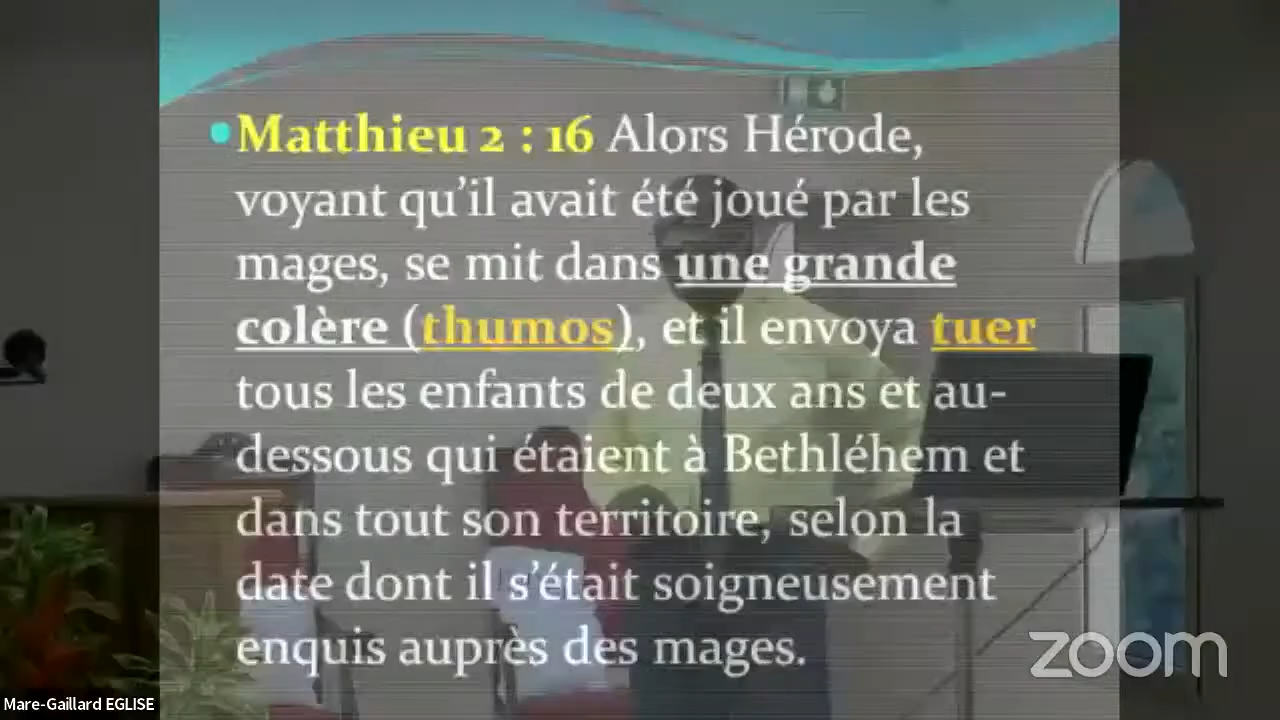 •Matthieu 2 : 16 Alors Hérode,
voyant qu’il avait été joué par les
mages, se mit dans une grande
colère (thumos), et il envoya tuer
tous les enfants de deux ans et au-
dessous qui étaient à Bethléhem et
dans tout son territoire, selon la
date dont il s’était soigneusement
enquis auprès des mages.
zoom
Mare-Gaillard EGLISE